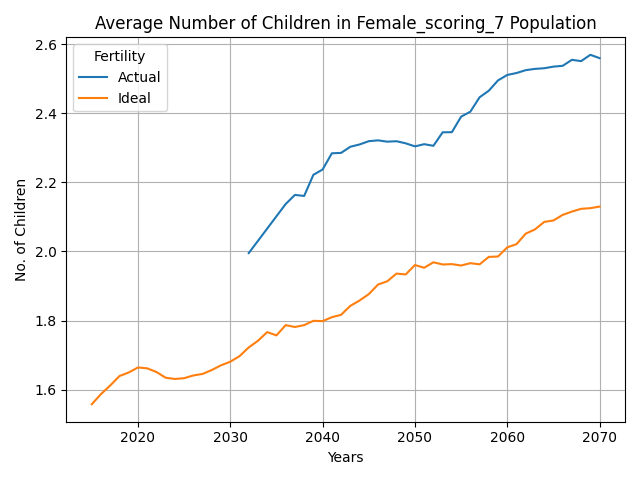 Average Number of Children in Female_scoring_7 Population
Fertility
Actual
Ideal
No. of Children
2.6
2.4
2.2
2.0
1.8
1.6
2020 2030 2040 2050 2060 2070
Years